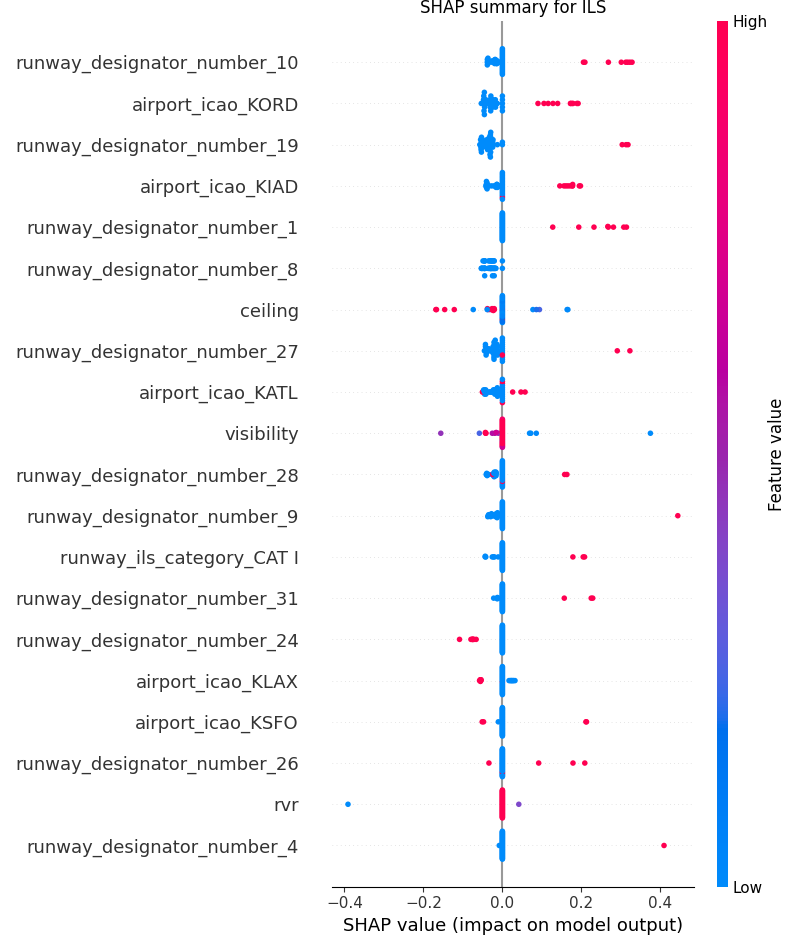 SHAP summary for ILS
High
runway_designator_number_10
airport_icao_KORD
runway_designator_number_19
airport_icao_KIAD
runway_designator_number_1
runway_designator_number_8
ceiling
runway_designator_number_27
airport_icao_KATL
visibility
runway_designator_number_28
runway_designator_number_9
runway_ils_category_CAT I
runway_designator_number_31
runway_designator_number_24
airport_icao_KLAX
airport_icao_KSFO
runway_designator_number_26
rvr
runway_designator_number_4
Feature value
Low
−0.4 −0.2 0.0 0.2 0.4
SHAP value (impact on model output)